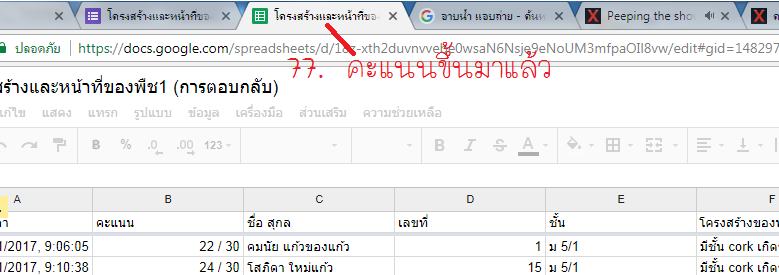 โครงสร้างและหน้าที่ของ
โครงสร้างและหน้าที่ของ
อาบน้ำ แอบถ่าย - ค้นห
Peeping the sho
ปลอดภัย
77. คะแนนขึ้นมาแล้ว
สร้างและหน้าที่ของพืช1 (การตอบกลับ)
แก้ไข แสดง แทรก รูปแบบ ข้อมูล เครื่องมือ ส่วนเสริม ความช่วยเหลือ
B % .0 .00 123 B I S A
A B C D E F
คะแนน ชื่อ สกุล เลขที่ ชั้น โครงสร้างของ
1/2017, 9:06:05 22 / 30 คมนัย แก้วของแก้ว 1 ม 5/1 มีชั้น cork เกิด
1/2017, 9:10:38 24 / 30 โสภิดา ใหม่แก้ว 15 ม 5/1 มีชั้น cork เกิด